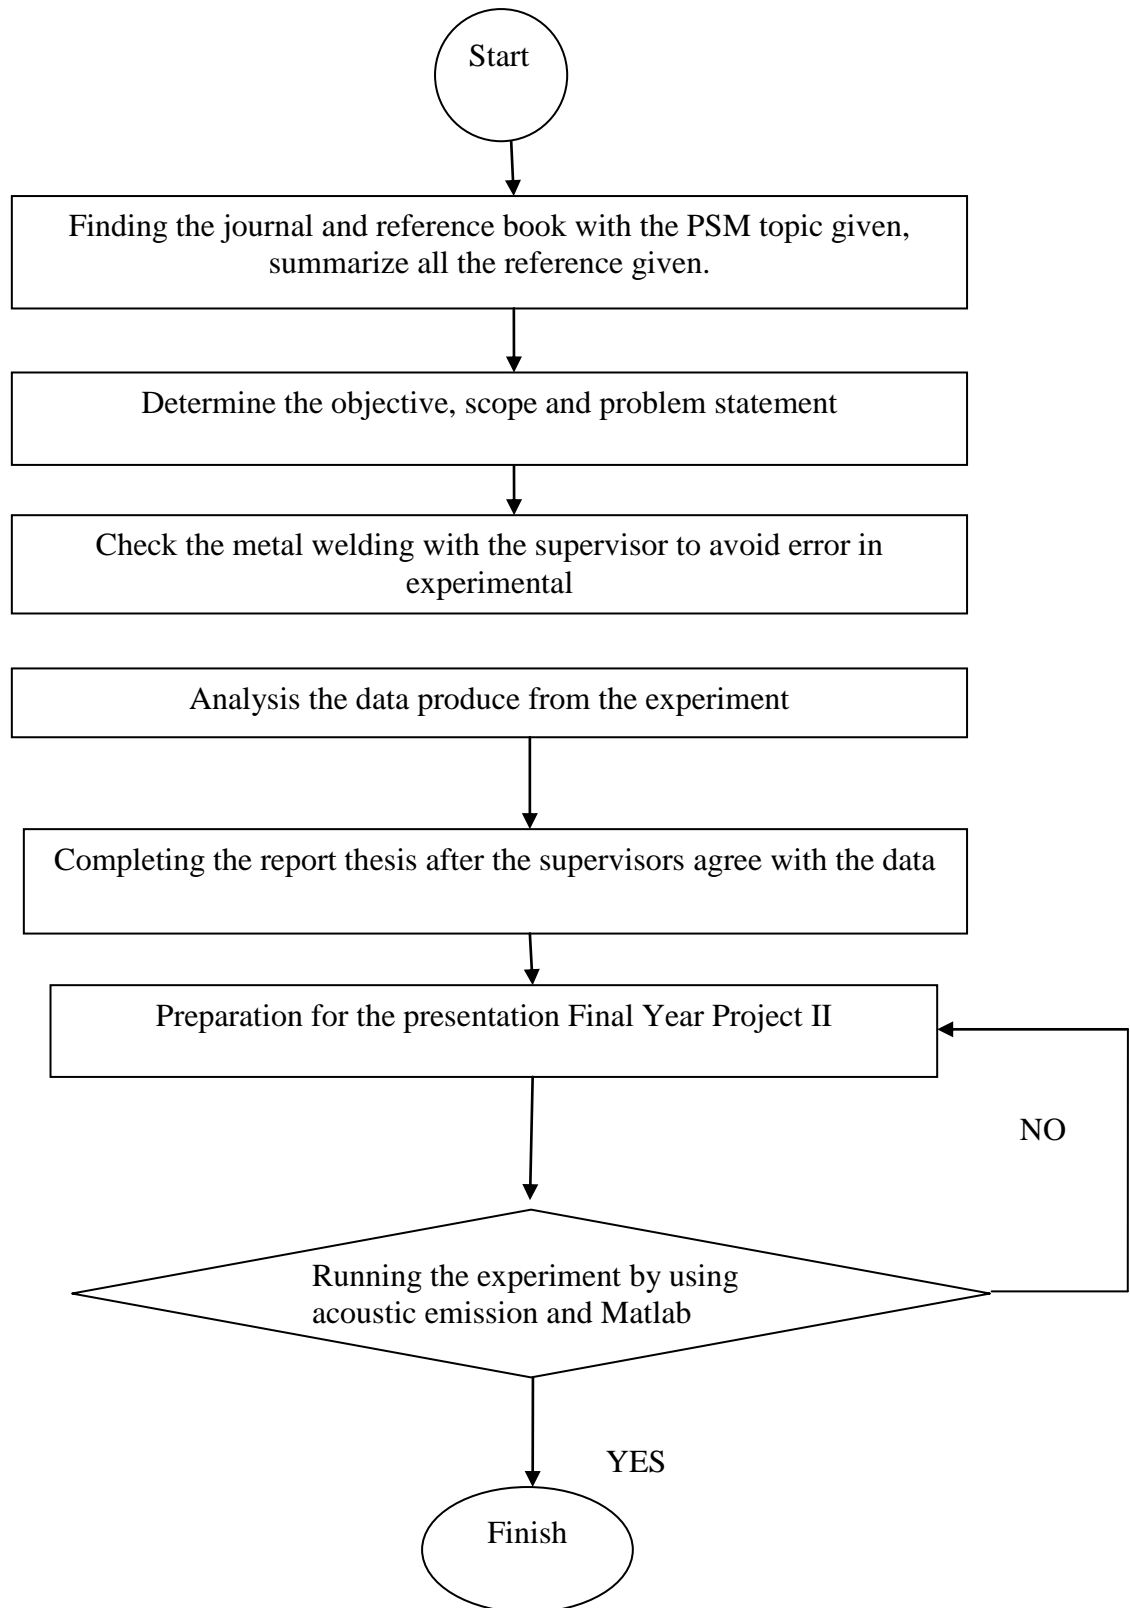 Start
Finding the journal and reference book with the PSM topic given,
summarize all the reference given.
Determine the objective, scope and problem statement
Check the metal welding with the supervisor to avoid error in
experimental
Analysis the data produce from the experiment
Completing the report thesis after the supervisors agree with the data
Preparation for the presentation Final Year Project II
NO
Running the experiment by using
acoustic emission and Matlab
YES
Finish